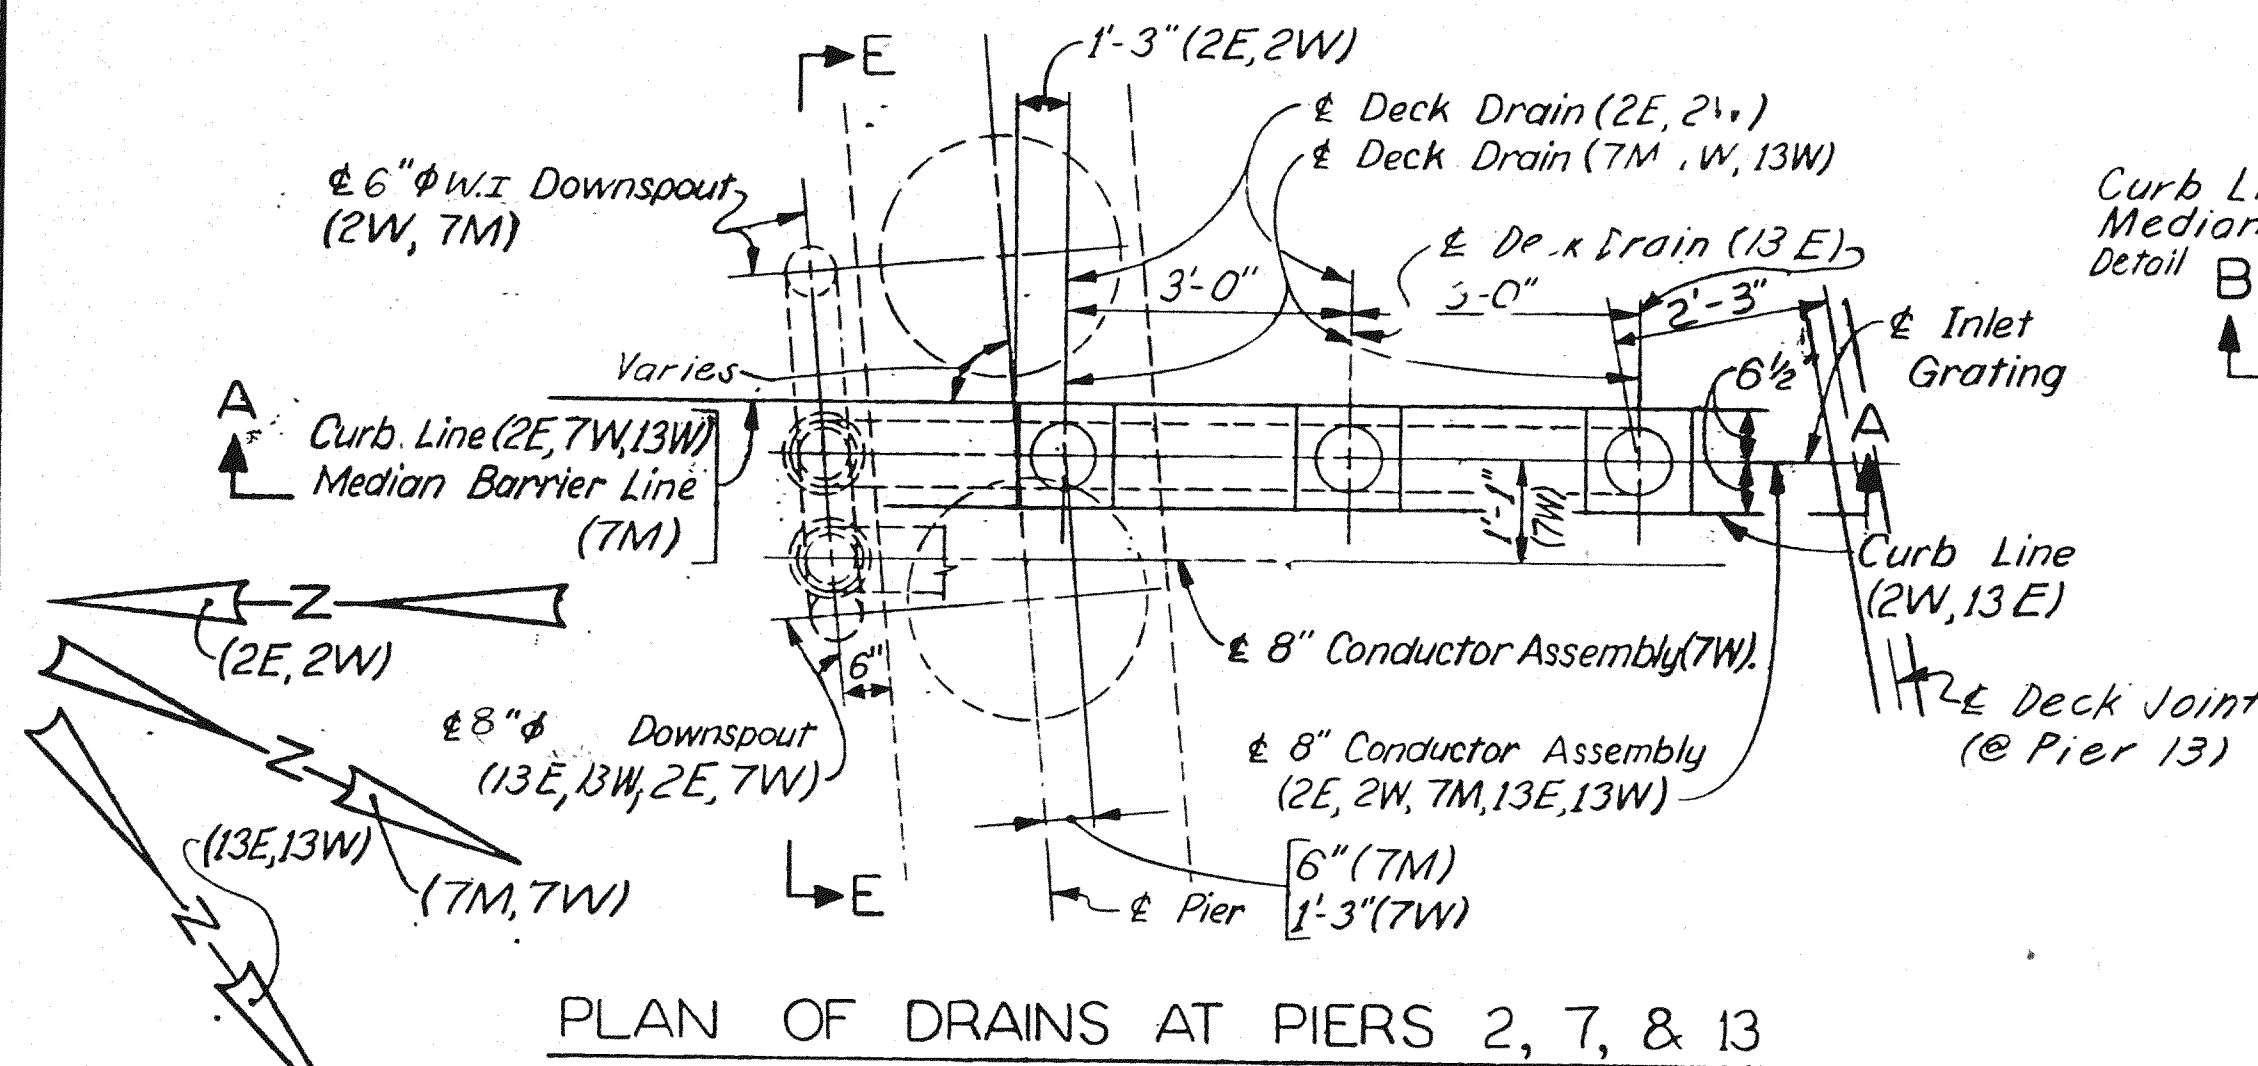 E
1'-3" (2E, 2W)
℄ Deck Drain (2E,
℄ Deck Drain (7M W, 13W)
℄ 6"ϕ W.I Downspout
(2W, 7M)
℄ Drain (13 E)
3'-0"
2'-3"
Curb
Median
Detail B
℄ Inlet
Grating
Varies
6½"
A
A
Curb. Line (2E, 7W, 13W)
Median Barrier Line
(7M)
1'-1"
(7W)
N
Curb Line
(2W, 13E)
(2E, 2W)
℄ 8" Conductor Assembly (7W).
6"
℄ 8"ϕ Downspout
(13E, 13W, 2E, 7W)
℄ Deck Joint
(@ Pier 13)
N
℄ 8" Conductor Assembly
(2E, 2W, 7M, 13E, 13W)
(13E, 13W)
(7M, 7W)
6" (7M)
1'-3" (7W)
E
℄ Pier
N
PLAN OF DRAINS AT PIERS 2, 7, & 13